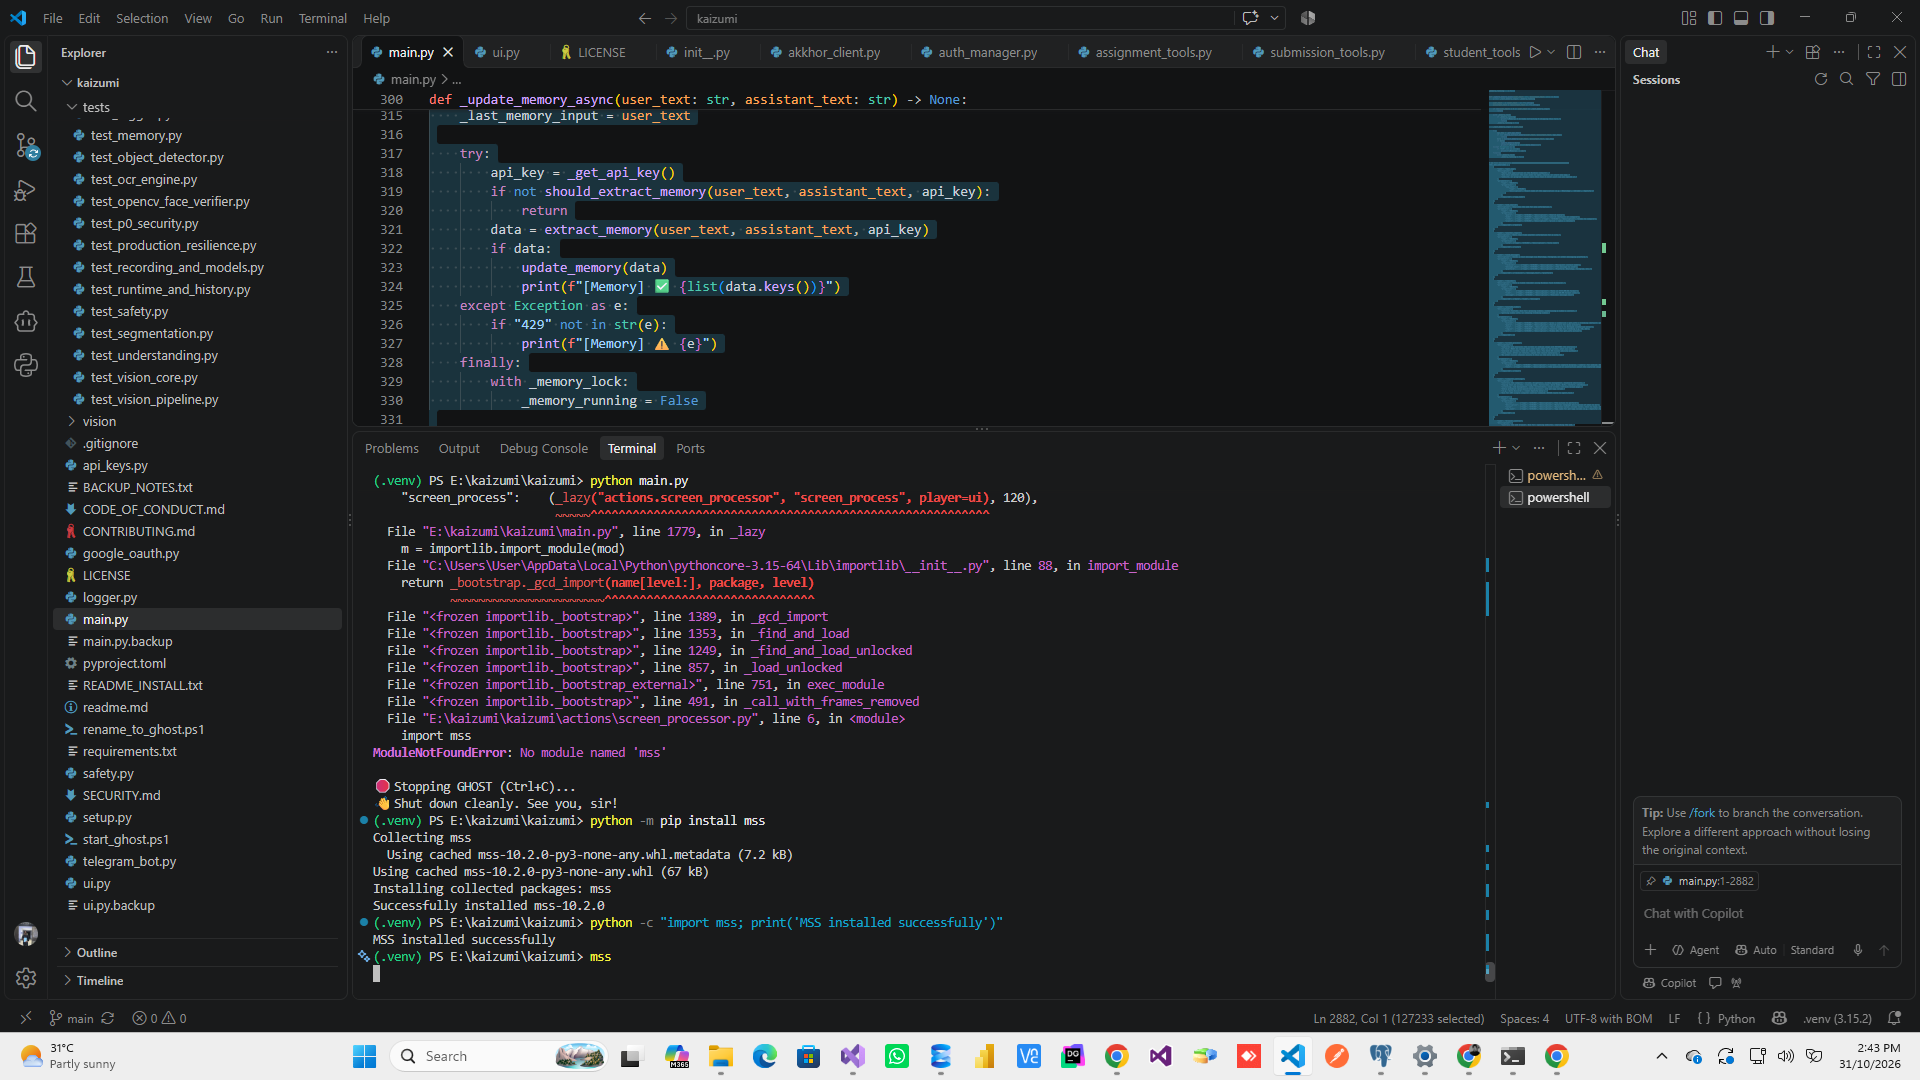 File Edit Selection View Go Run Terminal Help
kaizumi
Explorer
kaizumi
tests
test_memory.py
test_object_detector.py
test_ocr_engine.py
test_opencv_face_verifier.py
test_p0_security.py
test_production_resilience.py
test_recording_and_models.py
test_runtime_and_history.py
test_safety.py
test_segmentation.py
test_understanding.py
test_vision_core.py
test_vision_pipeline.py
vision
.gitignore
api_keys.py
BACKUP_NOTES.txt
CODE_OF_CONDUCT.md
CONTRIBUTING.md
google_oauth.py
LICENSE
logger.py
main.py
main.py.backup
pyproject.toml
README_INSTALL.txt
readme.md
rename_to_ghost.ps1
requirements.txt
safety.py
SECURITY.md
setup.py
start_ghost.ps1
telegram_bot.py
ui.py
ui.py.backup
Outline
Timeline
main.py ui.py LICENSE init__.py akkhor_client.py auth_manager.py assignment_tools.py submission_tools.py student_tools
main.py > ...
300 def _update_memory_async(user_text: str, assistant_text: str) -> None:
315 _last_memory_input = user_text
316
317 try:
318 api_key = _get_api_key()
319 if not should_extract_memory(user_text, assistant_text, api_key):
320 return
321 data = extract_memory(user_text, assistant_text, api_key)
322 if data:
323 update_memory(data)
324 print(f"[Memory] ✅ {list(data.keys())}")
325 except Exception as e:
326 if "429" not in str(e):
327 print(f"[Memory] ⚠️ {e}")
328 finally:
329 with _memory_lock:
330 _memory_running = False
331
Problems Output Debug Console Terminal Ports
(.venv) PS E:\kaizumi\kaizumi> python main.py
"screen_process": (_lazy("actions.screen_processor", "screen_process", player=ui), 120),
~~~~~^^^^^^^^^^^^^^^^^^^^^^^^^^^^^^^^^^^^^^^^^^^^^^^^^^^^^^^^^
File "E:\kaizumi\kaizumi\main.py", line 1779, in _lazy
m = importlib.import_module(mod)
File "C:\Users\User\AppData\Local\Python\pythoncore-3.15-64\Lib\importlib\__init__.py", line 88, in import_module
return _bootstrap._gcd_import(name[level:], package, level)
~~~~~~~~~~~~~~~~~~~~~~^^^^^^^^^^^^^^^^^^^^^^^^^^^^^^
File "<frozen importlib._bootstrap>", line 1389, in _gcd_import
File "<frozen importlib._bootstrap>", line 1353, in _find_and_load
File "<frozen importlib._bootstrap>", line 1249, in _find_and_load_unlocked
File "<frozen importlib._bootstrap>", line 857, in _load_unlocked
File "<frozen importlib._bootstrap_external>", line 751, in exec_module
File "<frozen importlib._bootstrap>", line 491, in _call_with_frames_removed
File "E:\kaizumi\kaizumi\actions\screen_processor.py", line 6, in <module>
import mss
ModuleNotFoundError: No module named 'mss'
🛑 Stopping GHOST (Ctrl+C)...
👋 Shut down cleanly. See you, sir!
(.venv) PS E:\kaizumi\kaizumi> python -m pip install mss
Collecting mss
Using cached mss-10.2.0-py3-none-any.whl.metadata (7.2 kB)
Using cached mss-10.2.0-py3-none-any.whl (67 kB)
Installing collected packages: mss
Successfully installed mss-10.2.0
(.venv) PS E:\kaizumi\kaizumi> python -c "import mss; print('MSS installed successfully')"
MSS installed successfully
(.venv) PS E:\kaizumi\kaizumi> mss
powersh...
powershell
Chat
Sessions
Tip: Use /fork to branch the conversation.
Explore a different approach without losing
the original context.
main.py:1-2882
Chat with Copilot
Agent Auto Standard
Copilot
main 0 0
Ln 2882, Col 1 (127233 selected) Spaces: 4 UTF-8 with BOM LF { } Python .venv (3.15.2)
31°C
Partly sunny
Search
M365
VE
DG
2:43 PM
31/10/2026